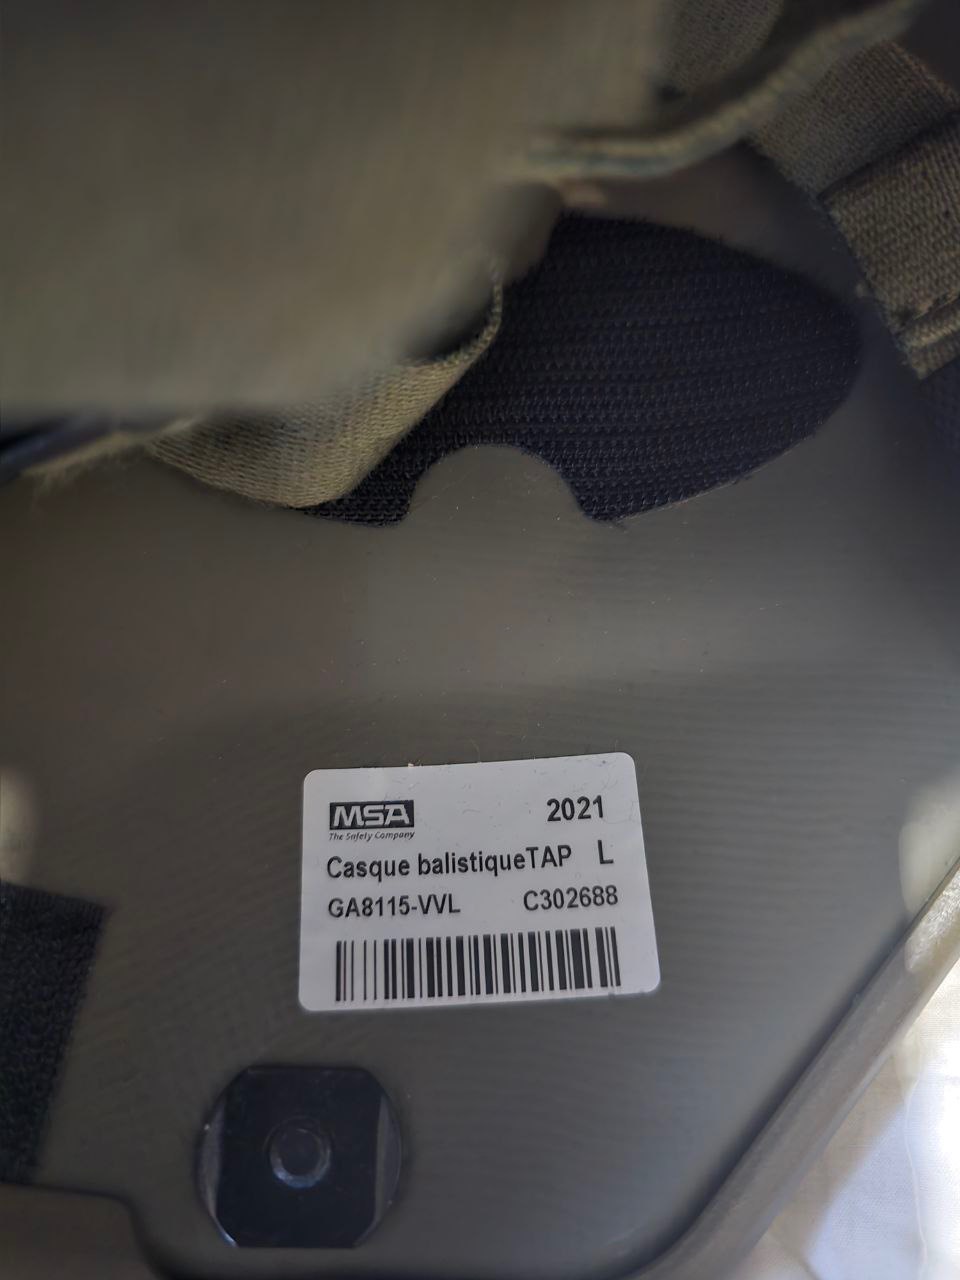 MSA
The Safety Company
2021
Casque balistiqueTAP L
GA8115-VVL C302688